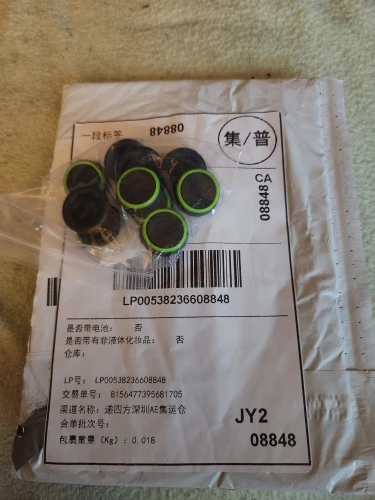 一段标签
08848
集/普
CA
08848
LP00538236608848
是否带电池： 否
是否带有非液体化妆品： 否
仓库：
LP号： LP00538236608848
交易单号： 8156477395681705
渠道名称： 递四方深圳AE集运仓
合单批次号：
包裹重量（Kg）： 0.018
JY2
08848